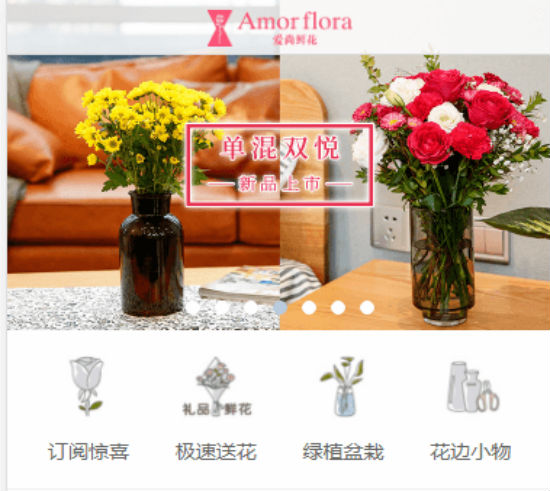 Amor flora
爱尚鲜花
单混双悦
新品上市
礼品 鲜花
订阅惊喜
极速送花
绿植盆栽
花边小物